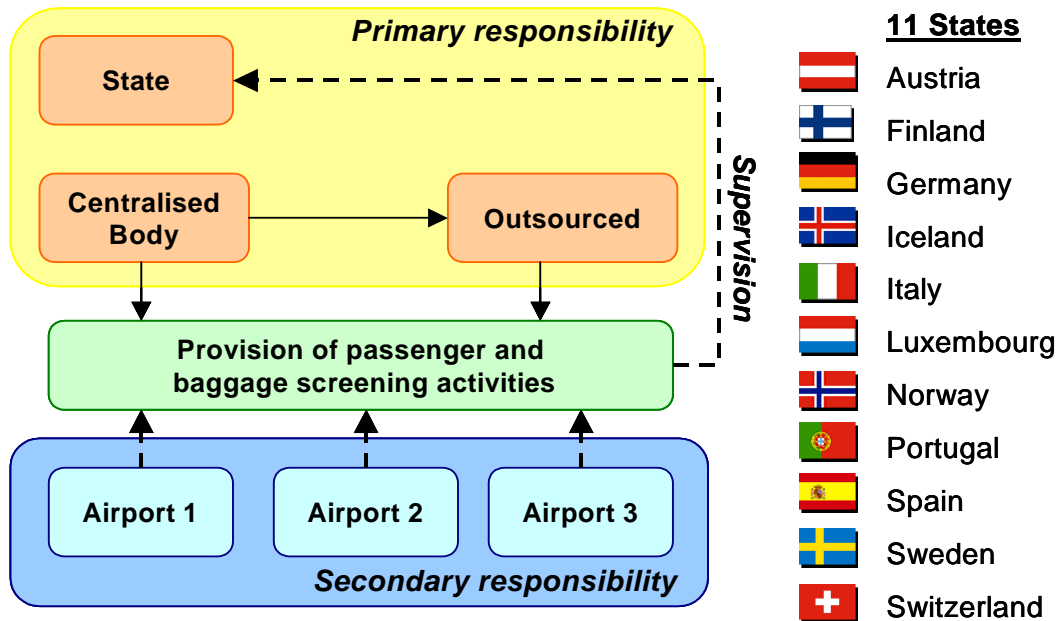 Primary responsibility
State
Centralised
Body
Outsourced
Supervision
Provision of passenger and
baggage screening activities
Airport 1
Airport 2
Airport 3
Secondary responsibility
11 States
Austria
Finland
Germany
Iceland
Italy
Luxembourg
Norway
Portugal
Spain
Sweden
Switzerland